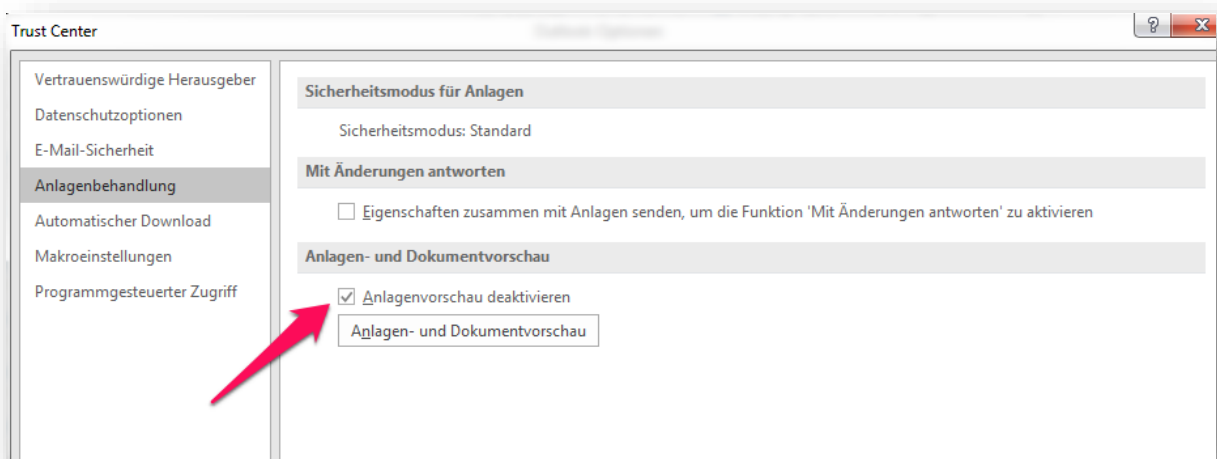 Trust Center
Vertrauenswürdige Herausgeber
Datenschutzoptionen
E-Mail-Sicherheit
Anlagenbehandlung
Automatischer Download
Makroeinstellungen
Programmgesteuerter Zugriff
Sicherheitsmodus für Anlagen
Sicherheitsmodus: Standard
Mit Änderungen antworten
Eigenschaften zusammen mit Anlagen senden, um die Funktion 'Mit Änderungen antworten' zu aktivieren
Anlagen- und Dokumentvorschau
Anlagenvorschau deaktivieren
Anlagen- und Dokumentvorschau